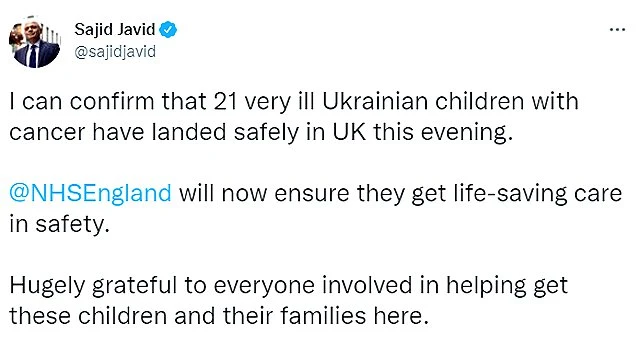 Sajid Javid
@sajidjavid
I can confirm that 21 very ill Ukrainian children with
cancer have landed safely in UK this evening.
@NHSEngland will now ensure they get life-saving care
in safety.
Hugely grateful to everyone involved in helping get
these children and their families here.